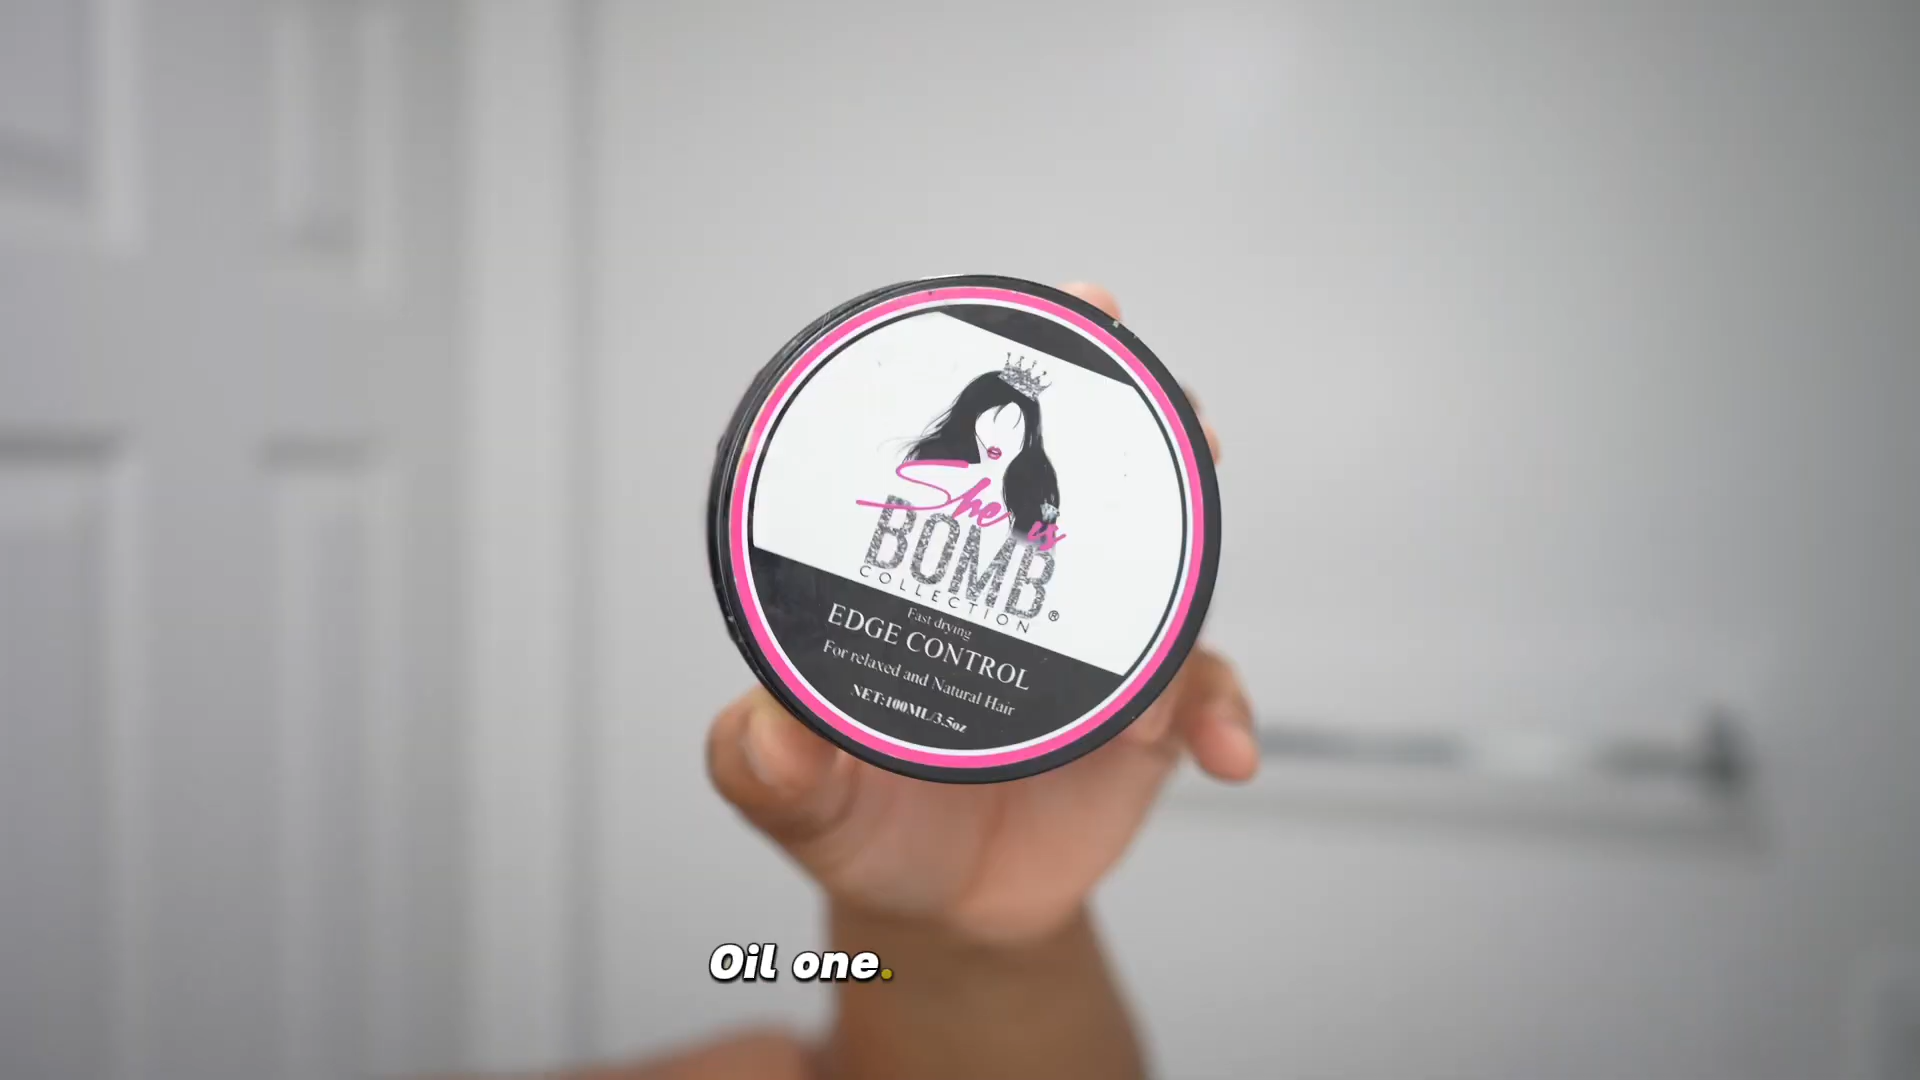 She is
BOMB
COLLECTION®
Fast drying
EDGE CONTROL
For relaxed and Natural Hair
NET:100ML/3.5oz
Oil one.